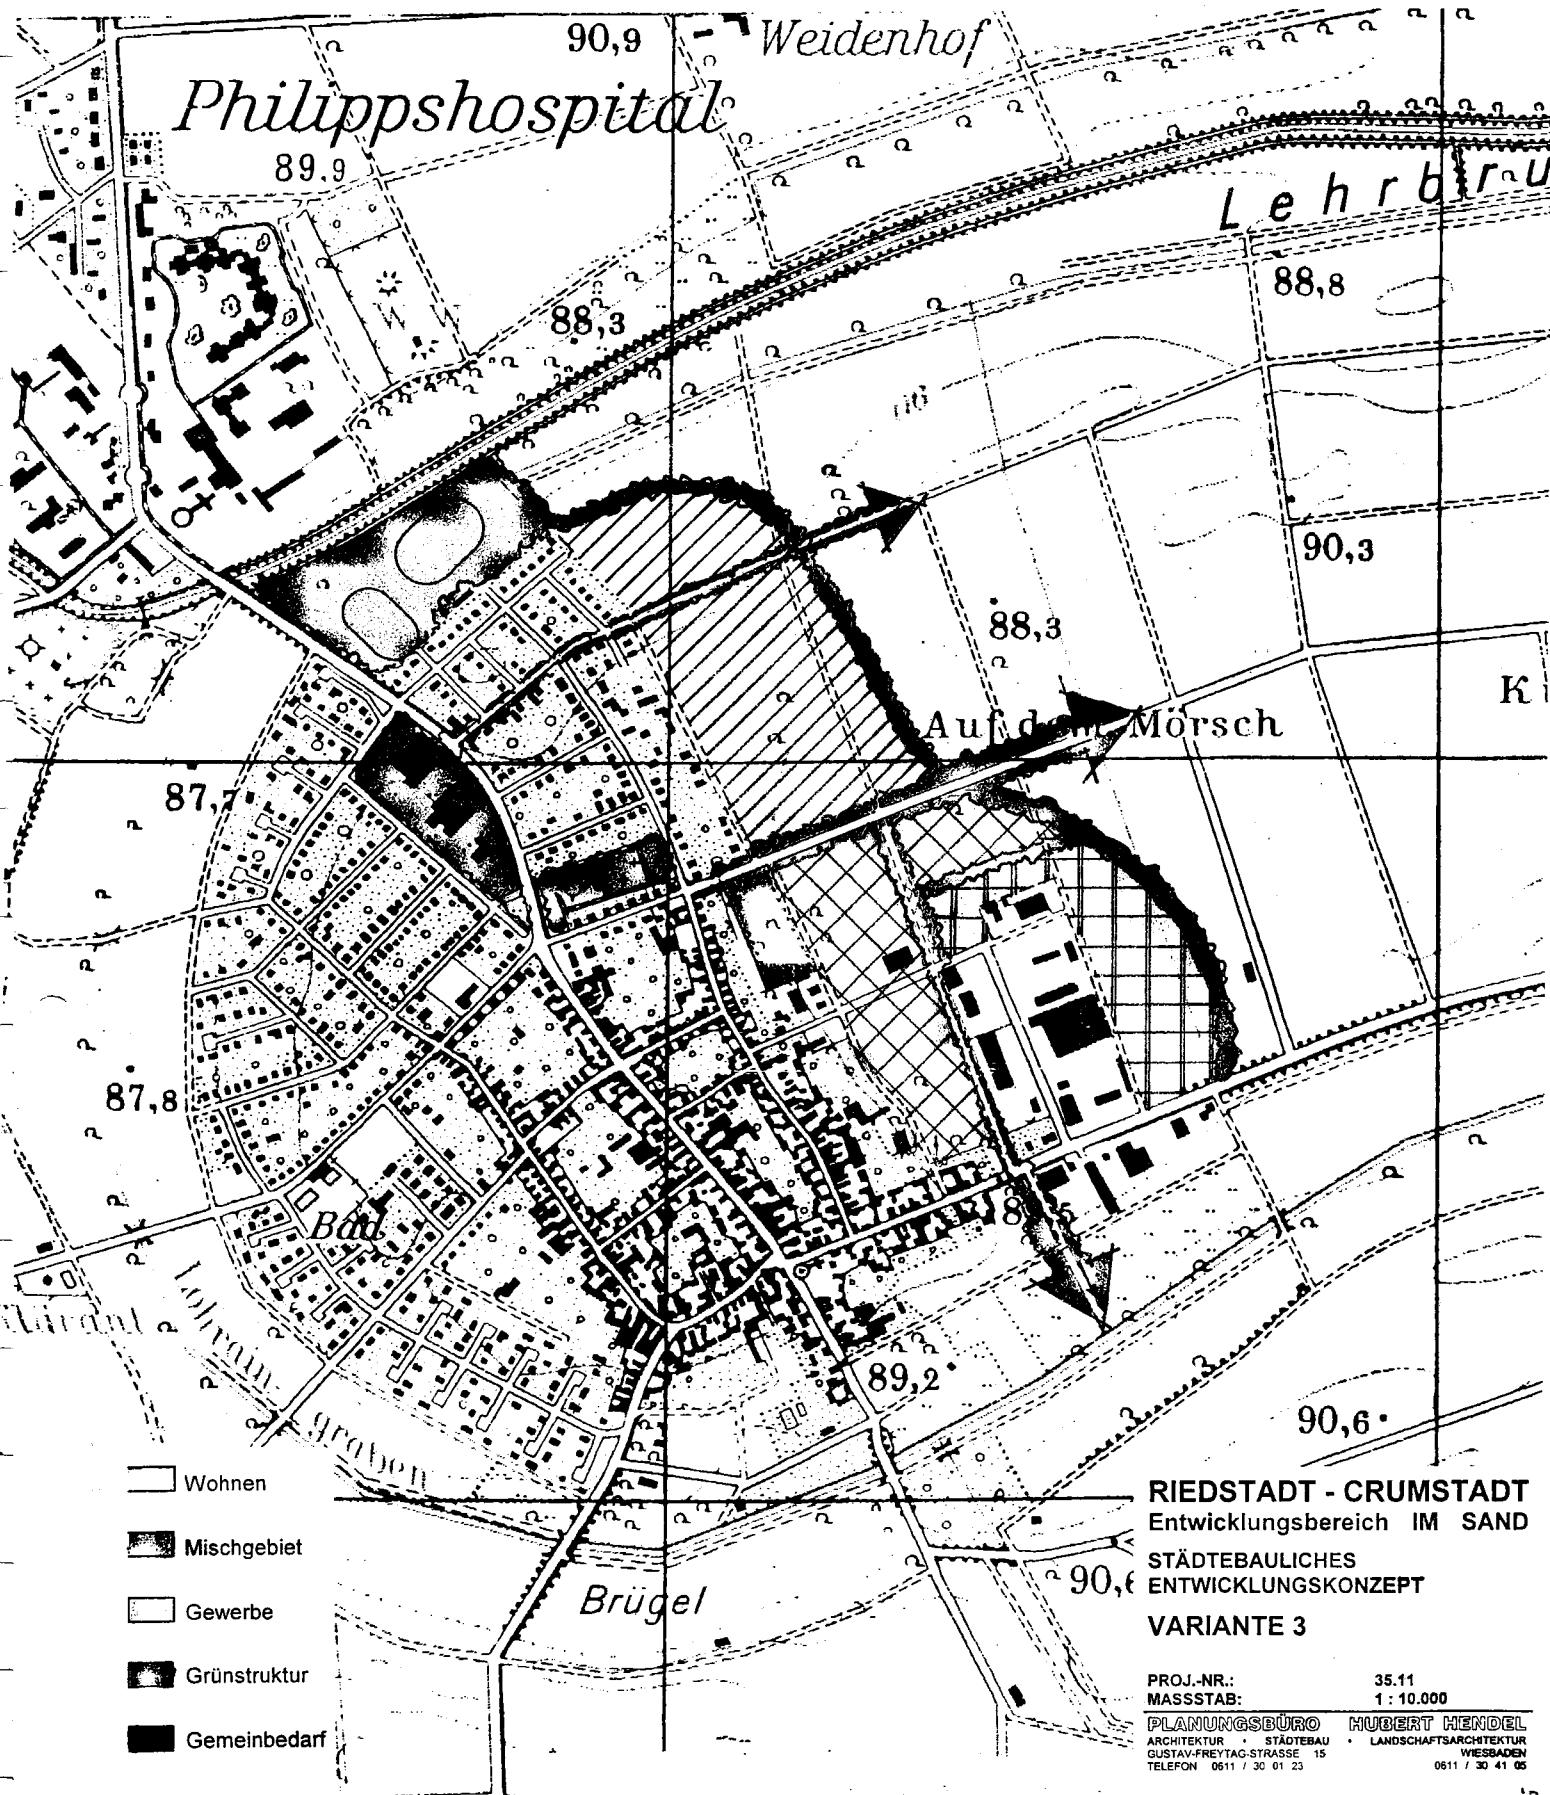 90,9
Weidenhof
Philippshospital
89.9
Lehrbru
88,8
88,3
90,3
88,3
K
Auf dem Mörsch
87,7
87,8
Bad
Lohrain
graben
89,2
90,6
Brügel
90,6
Wohnen
Mischgebiet
Gewerbe
Grünstruktur
Gemeinbedarf
RIEDSTADT - CRUMSTADT
Entwicklungsbereich IM SAND
STÄDTEBAULICHES
ENTWICKLUNGSKONZEPT
VARIANTE 3
PROJ.-NR.: 35.11
MASSSTAB: 1 : 10.000
PLANUNGSBÜRO HUBERT HENDEL
ARCHITEKTUR · STÄDTEBAU · LANDSCHAFTSARCHITEKTUR
GUSTAV-FREYTAG-STRASSE 15 WIESBADEN
TELEFON 0611 / 30 01 23 0611 / 30 41 05